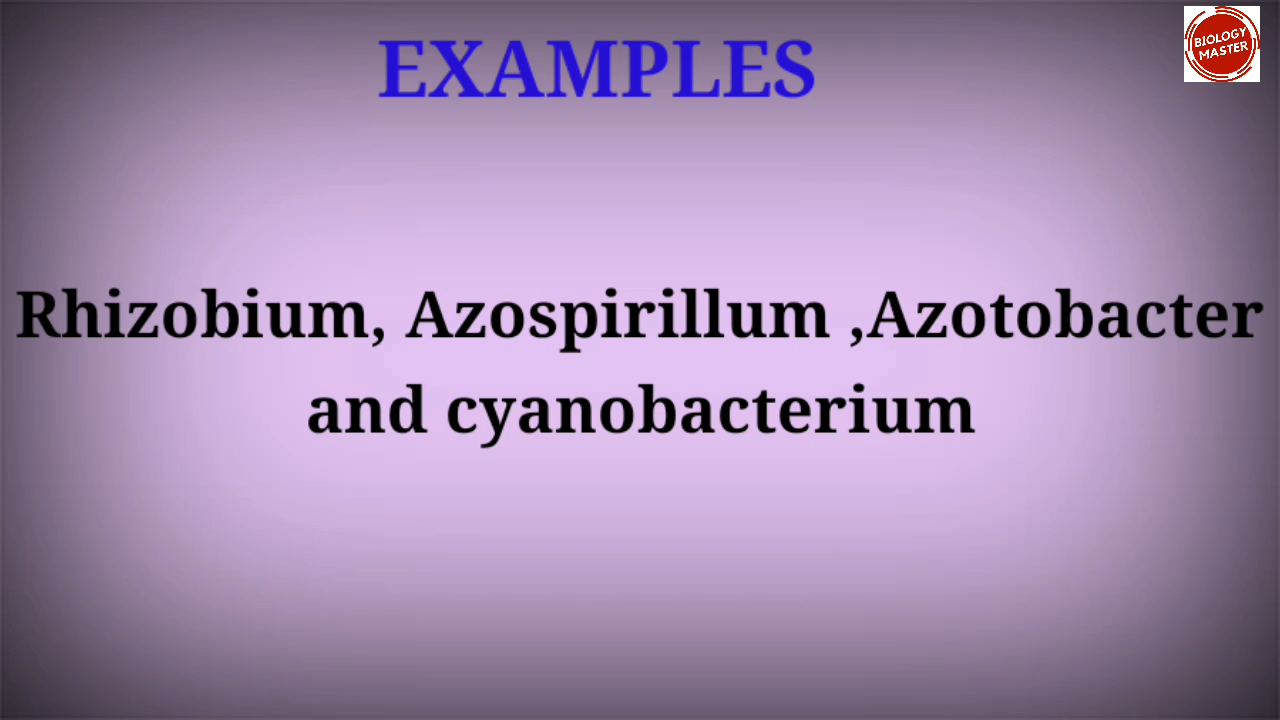 EXAMPLES
BIOLOGY
MASTER
Rhizobium, Azospirillum ,Azotobacter
and cyanobacterium